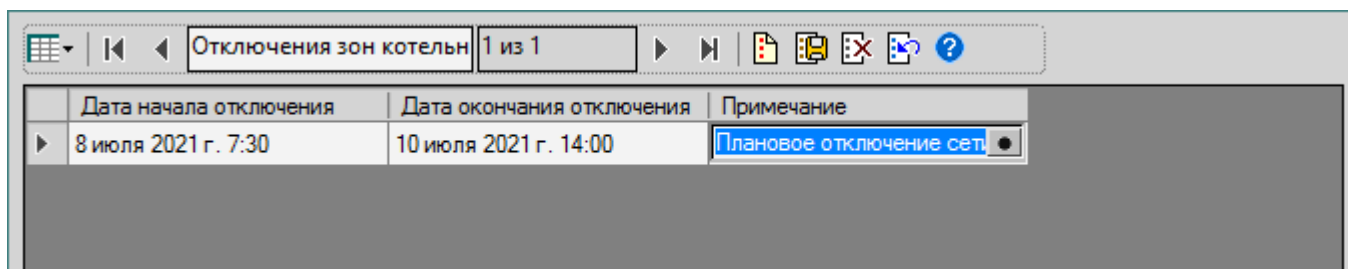 Отключения зон котельн 1 из 1
Дата начала отключения Дата окончания отключения Примечание
8 июля 2021 г. 7:30 10 июля 2021 г. 14:00 Плановое отключение сети